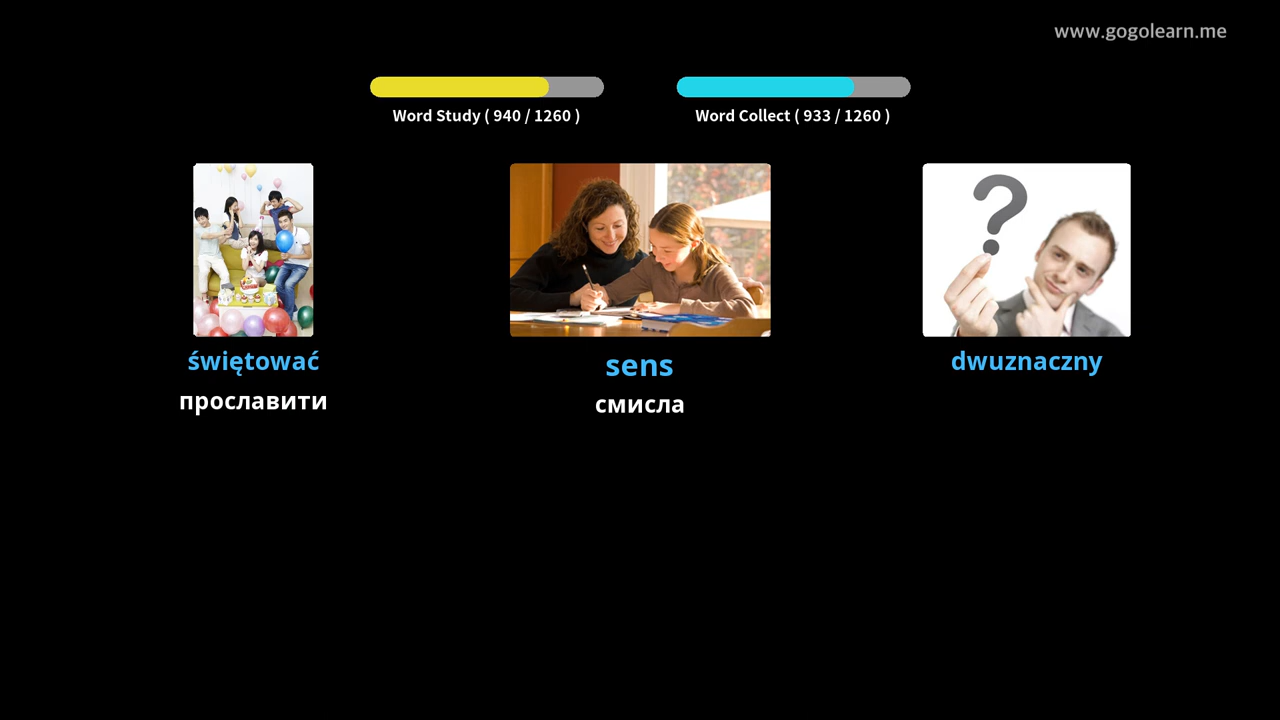 www.gogolearn.me
Word Study ( 940 / 1260 )
Word Collect ( 933 / 1260 )
świętować
прославити
sens
смисла
dwuznaczny